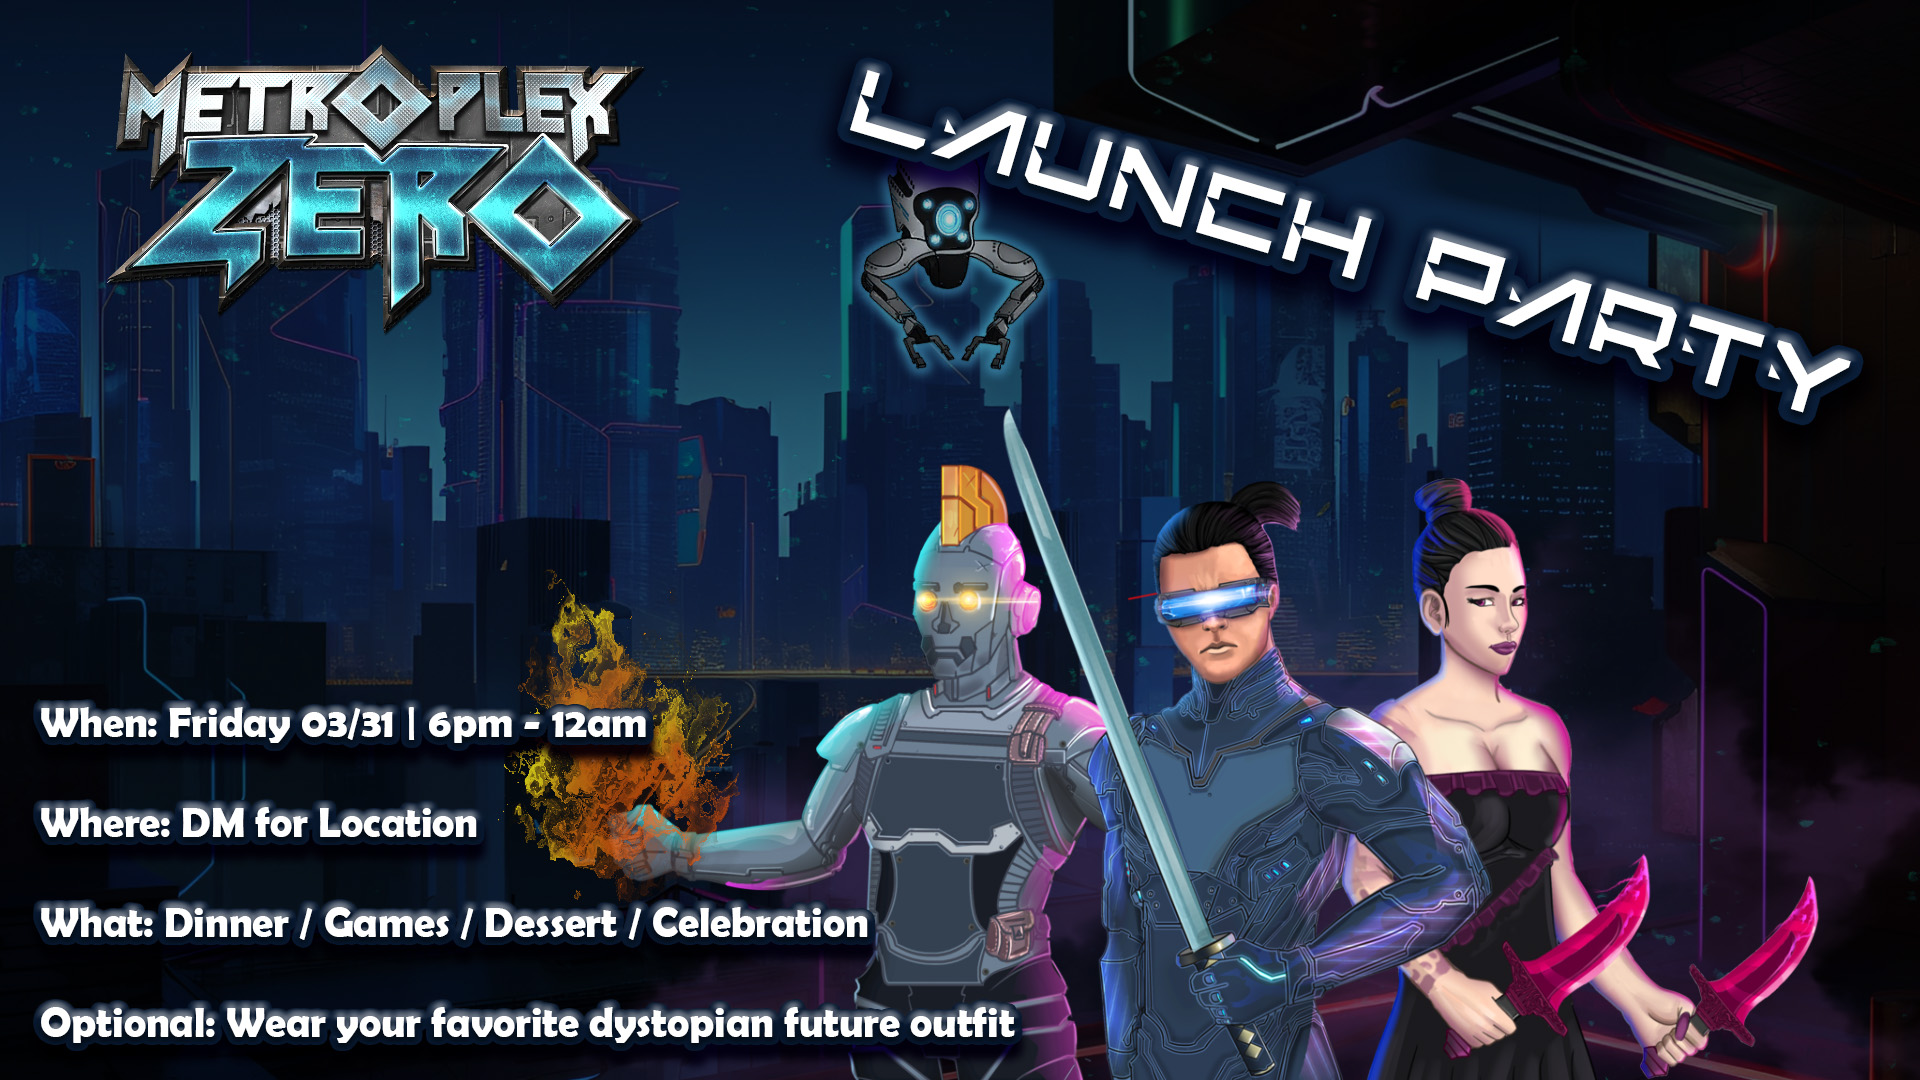 METROPLEX
ZERO
LAUNCH PARTY
When: Friday 03/31 | 6pm - 12am
Where: DM for Location
What: Dinner / Games / Dessert / Celebration
Optional: Wear your favorite dystopian future outfit